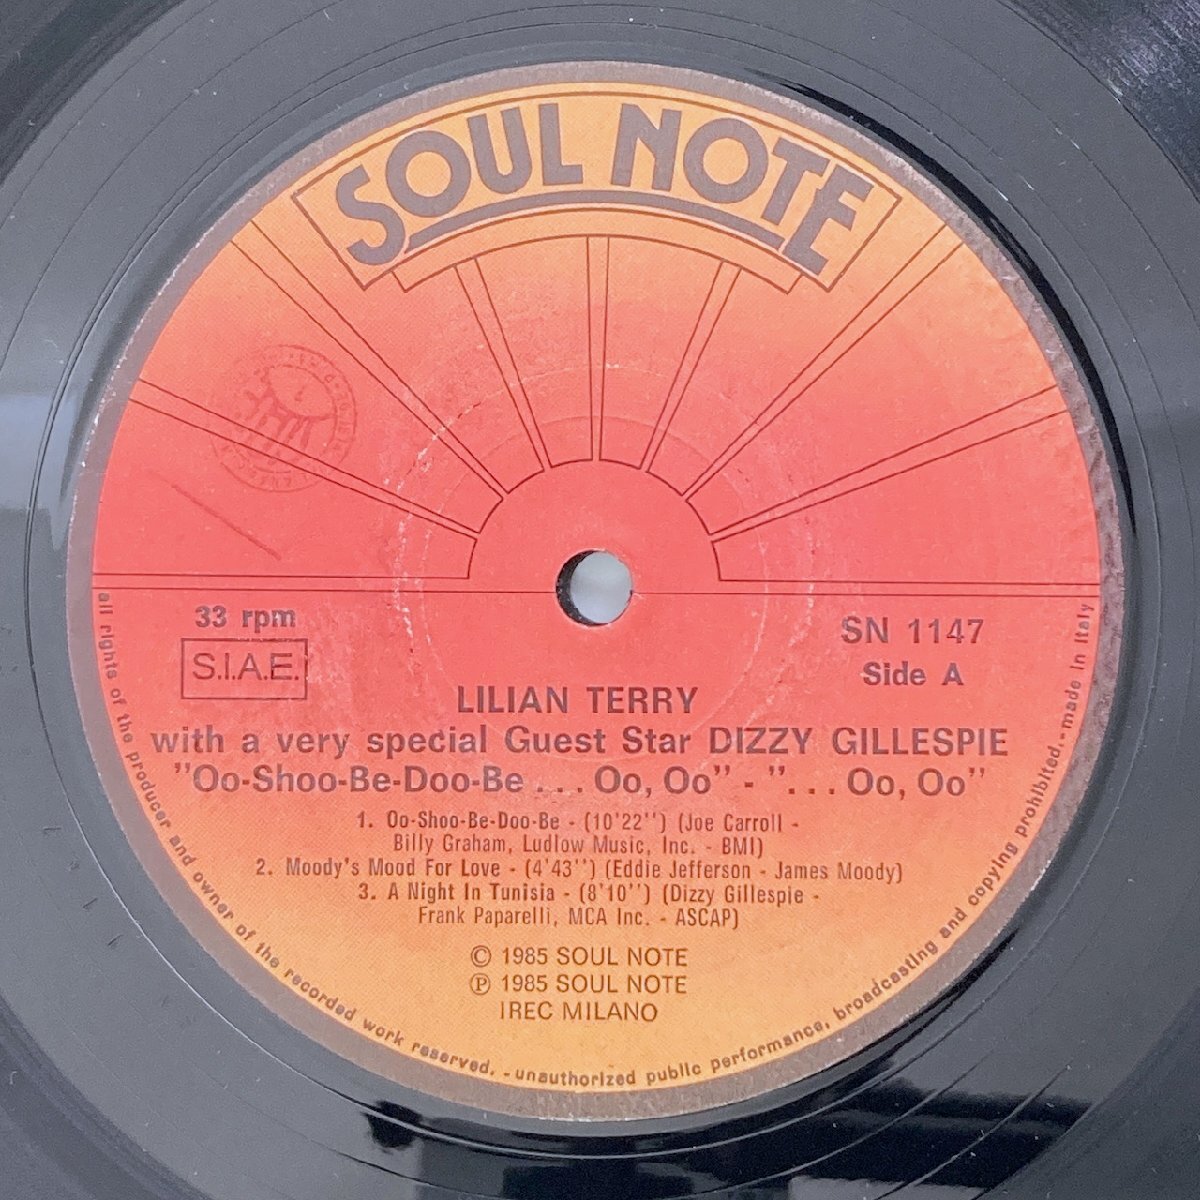 SOUL NOTE
33 rpm
S.I.A.E.
SN 1147
Side A
LILIAN TERRY
with a very special Guest Star DIZZY GILLESPIE
"Oo-Shoo-Be-Doo-Be ... Oo, Oo" - "... Oo, Oo"
1. Oo-Shoo-Be-Doo-Be - (10'22'') (Joe Carroll -
Billy Graham, Ludlow Music, Inc. - BMI)
2. Moody's Mood For Love - (4'43'') (Eddie Jefferson - James Moody)
3. A Night In Tunisia - (8'10'') (Dizzy Gillespie -
Frank Paparelli, MCA Inc. - ASCAP)
© 1985 SOUL NOTE
℗ 1985 SOUL NOTE
IREC MILANO
all rights of the producer and owner of the recorded work reserved. - unauthorized public performance, broadcasting and copying prohibited. - made in Italy